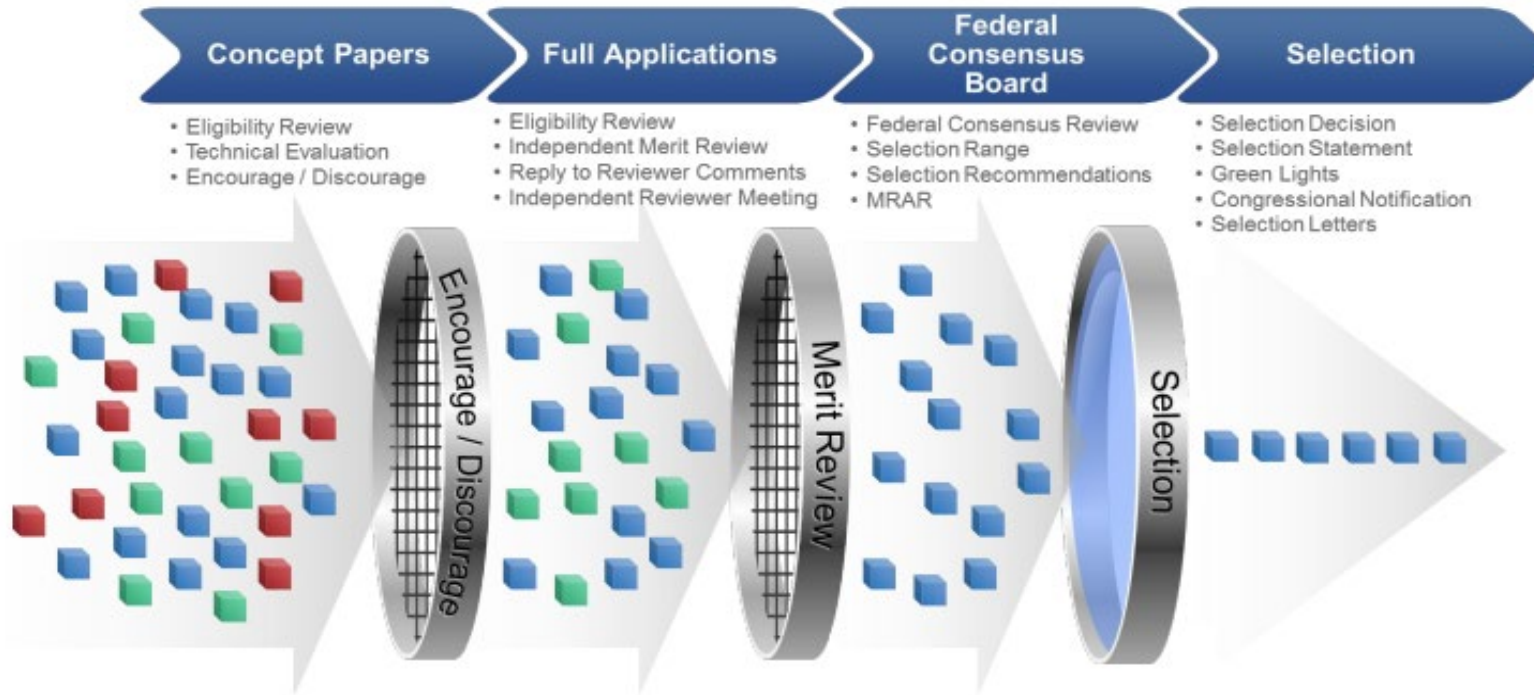 Concept Papers
Full Applications
Federal
Consensus
Board
Selection
• Eligibility Review
• Technical Evaluation
• Encourage / Discourage
• Eligibility Review
• Independent Merit Review
• Reply to Reviewer Comments
• Independent Reviewer Meeting
• Federal Consensus Review
• Selection Range
• Selection Recommendations
• MRAR
• Selection Decision
• Selection Statement
• Green Lights
• Congressional Notification
• Selection Letters
Encourage / Discourage
Merit Review
Selection